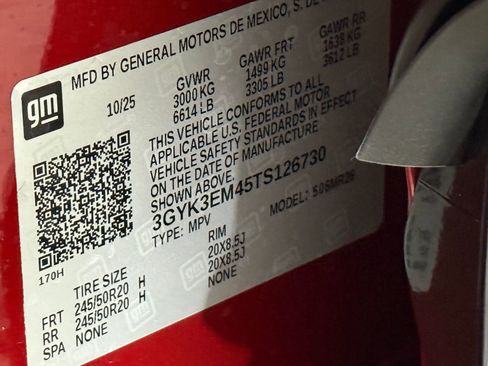 MFD BY GENERAL MOTORS DE MEXICO, S. DE
gm
10/25
GVWR
3000 KG
6614 LB
GAWR FRT
1499 KG
3305 LB
GAWR RR
1638 KG
3612 LB
THIS VEHICLE CONFORMS TO ALL
APPLICABLE U.S. FEDERAL MOTOR
VEHICLE SAFETY STANDARDS IN EFFECT
ON THE DATE OF MANUFACTURE
SHOWN ABOVE.
3GYK3EM45TS126730
TYPE: MPV
MODEL:
170H
TIRE SIZE RIM
FRT 245/50R20 H 20X8.5J
RR 245/50R20 H 20X8.5J
SPA NONE NONE